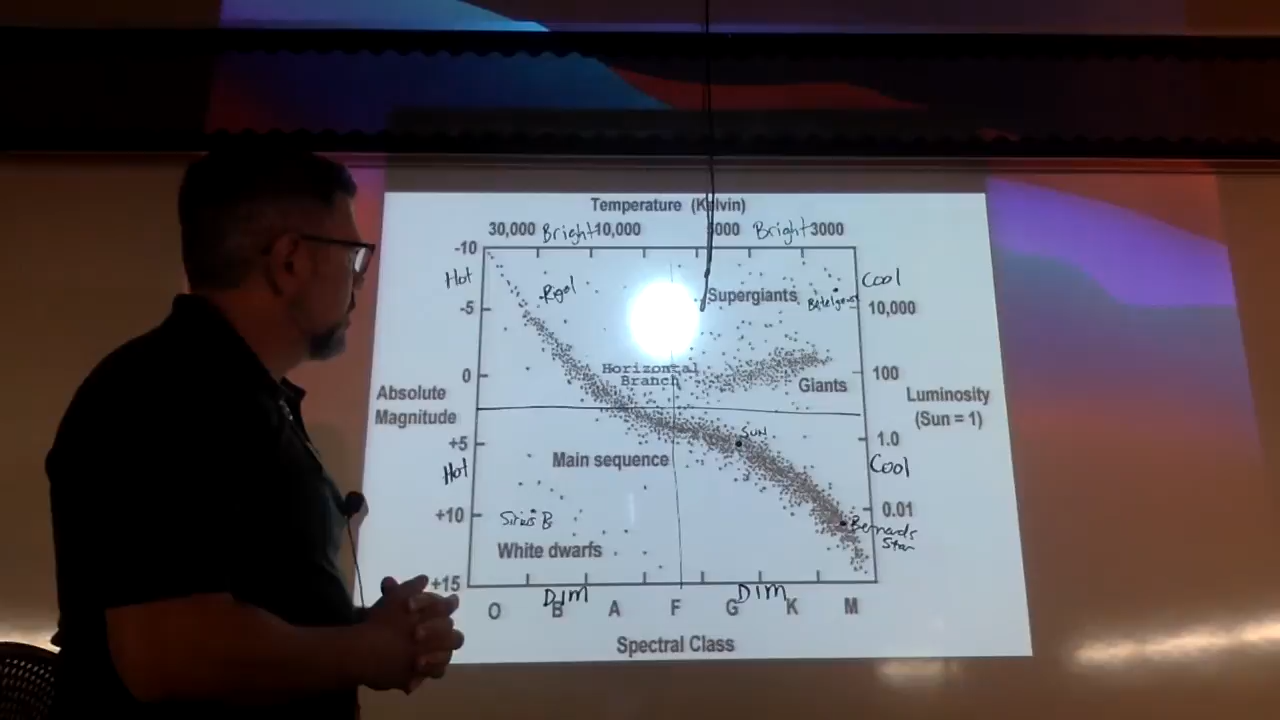 Temperature (Kelvin)
30,000 Bright 10,000 Bright 3000
-10
Hot
Cool
Rigel
Supergiants
Betelgeuse
-5
10,000
Horizontal
Branch
0
100
Giants
Absolute
Magnitude
Luminosity
(Sun = 1)
SUN
+5
1.0
Main sequence
Hot
Cool
+10
0.01
Sirius B
Bernards
Star
White dwarfs
+15
DIM
DIM
O B A F G K M
Spectral Class